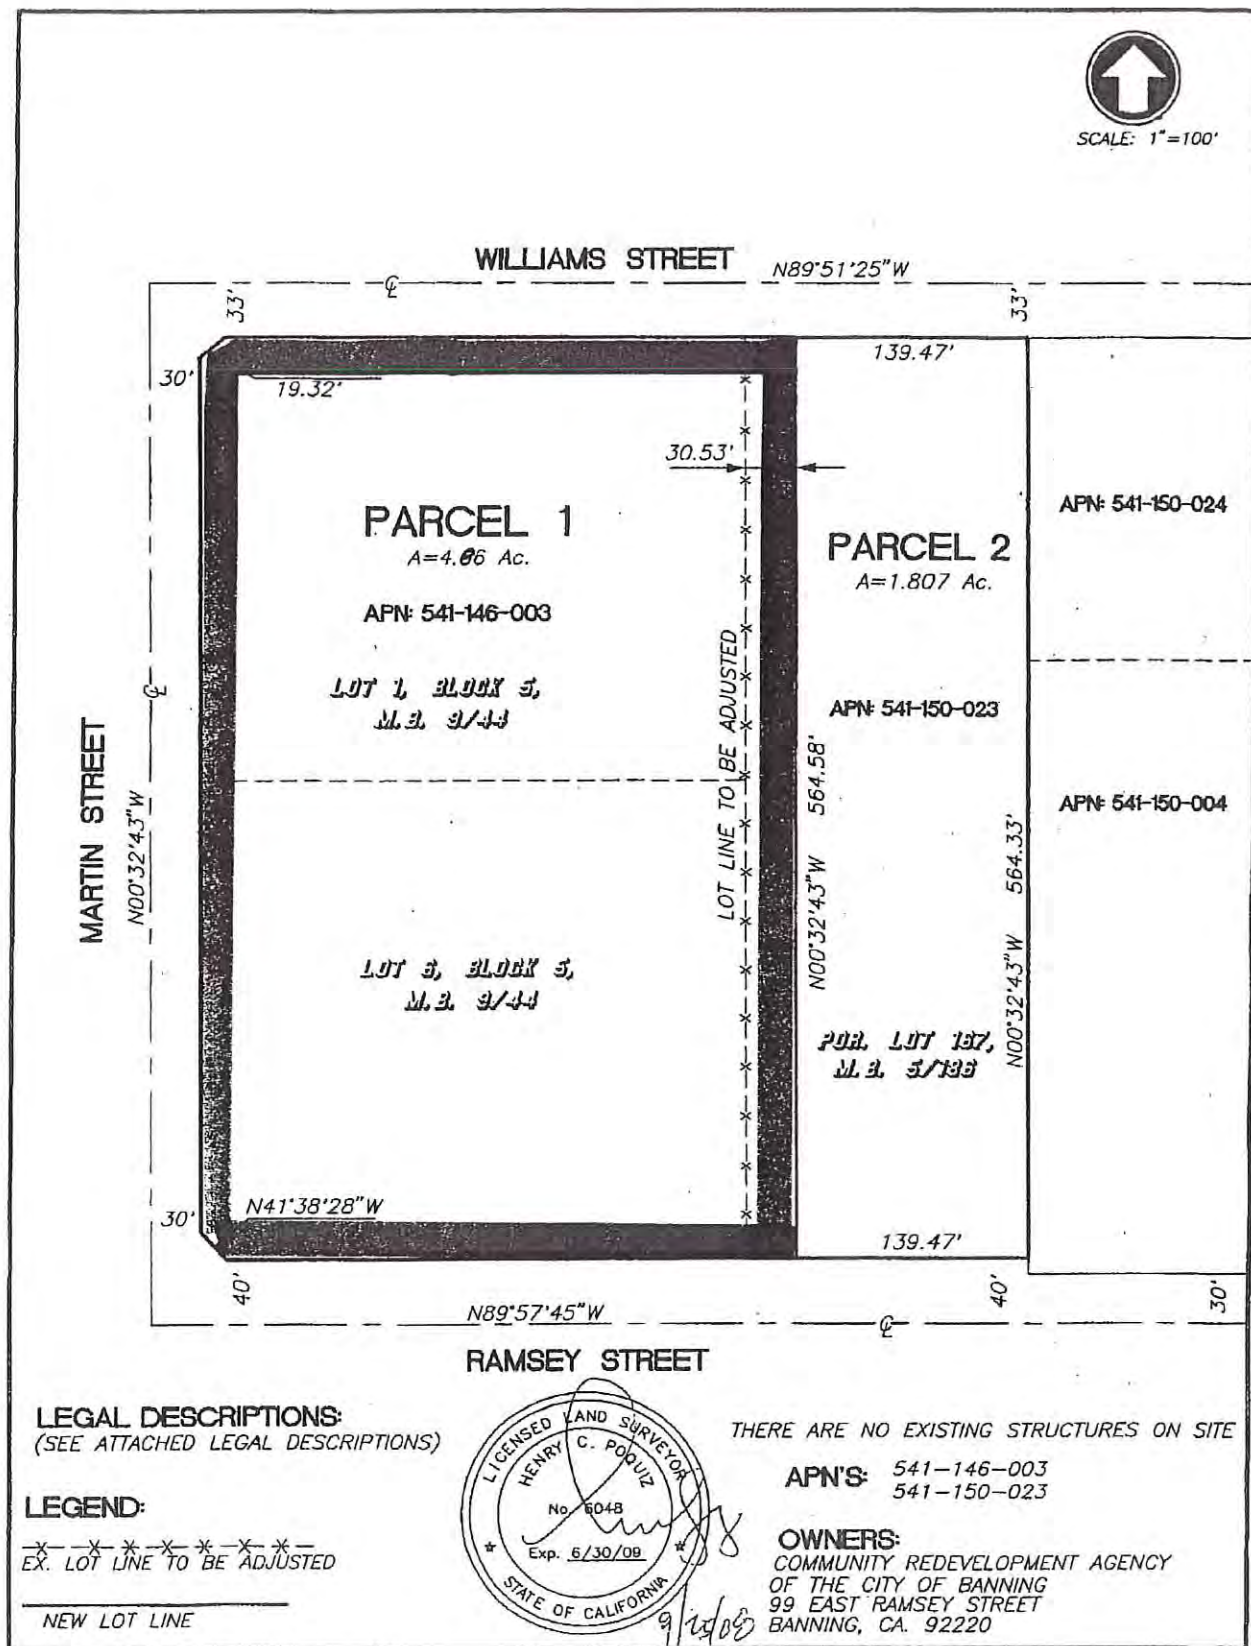 SCALE: 1"=100'
WILLIAMS STREET
N89°51'25"W
℄
33'
33'
30'
19.32'
139.47'
30.53'
PARCEL 1
A=4.66 Ac.
APN: 541-146-003
LOT 1, BLOCK 5,
M.B. 9/44
PARCEL 2
A=1.807 Ac.
APN: 541-150-023
APN: 541-150-024
APN: 541-150-004
LOT LINE TO BE ADJUSTED
℄
MARTIN STREET
N00°32'43"W
N00°32'43"W 564.58'
N00°32'43"W 564.33'
LOT 6, BLOCK 5,
M.B. 9/44
POR. LOT 167,
M.B. 5/186
30'
N41°38'28"W
139.47'
40'
40'
30'
N89°57'45"W
℄
RAMSEY STREET
LEGAL DESCRIPTIONS:
(SEE ATTACHED LEGAL DESCRIPTIONS)
LEGEND:
EX. LOT LINE TO BE ADJUSTED
NEW LOT LINE
LICENSED LAND SURVEYOR
HENRY C. POQUIZ
No. 6048
Exp. 6/30/09
STATE OF CALIFORNIA
THERE ARE NO EXISTING STRUCTURES ON SITE
APN'S: 541-146-003
541-150-023
OWNERS:
COMMUNITY REDEVELOPMENT AGENCY
OF THE CITY OF BANNING
99 EAST RAMSEY STREET
BANNING, CA. 92220